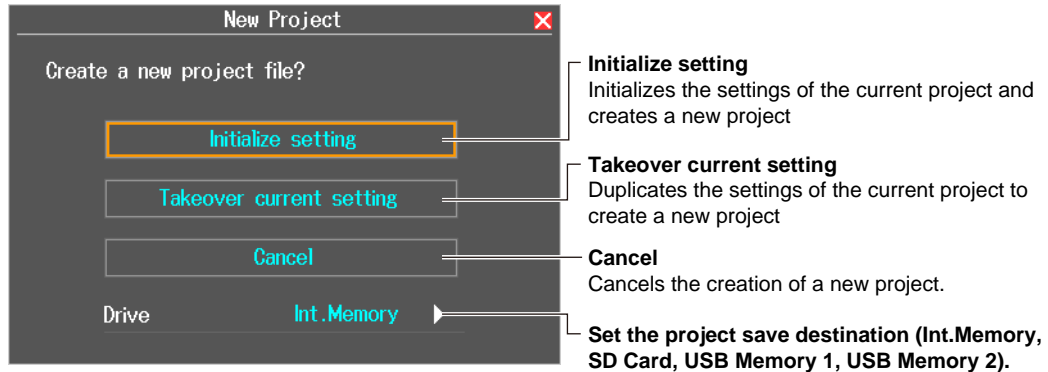 New Project
Create a new project file?
Initialize setting
Takeover current setting
Cancel
Drive Int.Memory
Initialize setting
Initializes the settings of the current project and
creates a new project
Takeover current setting
Duplicates the settings of the current project to
create a new project
Cancel
Cancels the creation of a new project.
Set the project save destination (Int.Memory,
SD Card, USB Memory 1, USB Memory 2).